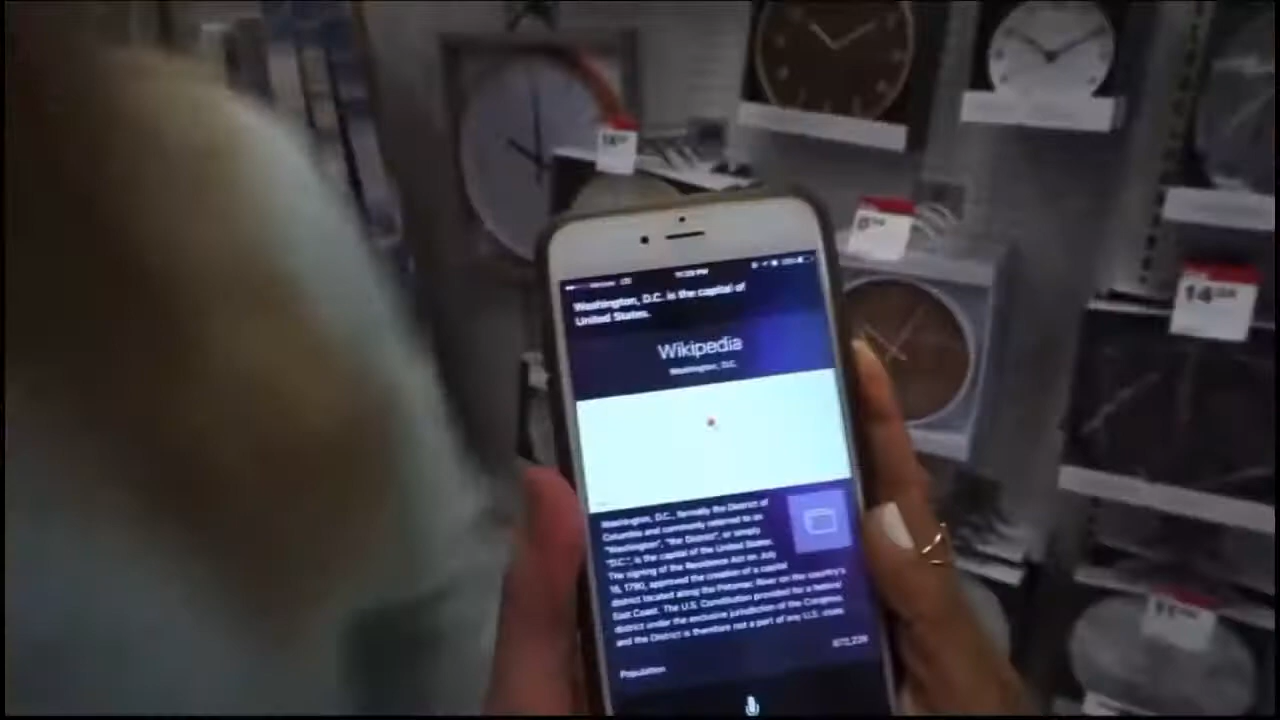 Washington, D.C. is the capital of
United States.
Wikipedia
Washington, D.C.
Washington, D.C., formally the District of
Columbia and commonly referred to as
"Washington", "the District", or simply
"D.C.", is the capital of the United States.
The signing of the Residence Act on July
16, 1790, approved the creation of a capital
district located along the Potomac River on the country's
East Coast. The U.S. Constitution provided for a federal
district under the exclusive jurisdiction of the Congress
and the District is therefore not a part of any U.S. state
Population
14